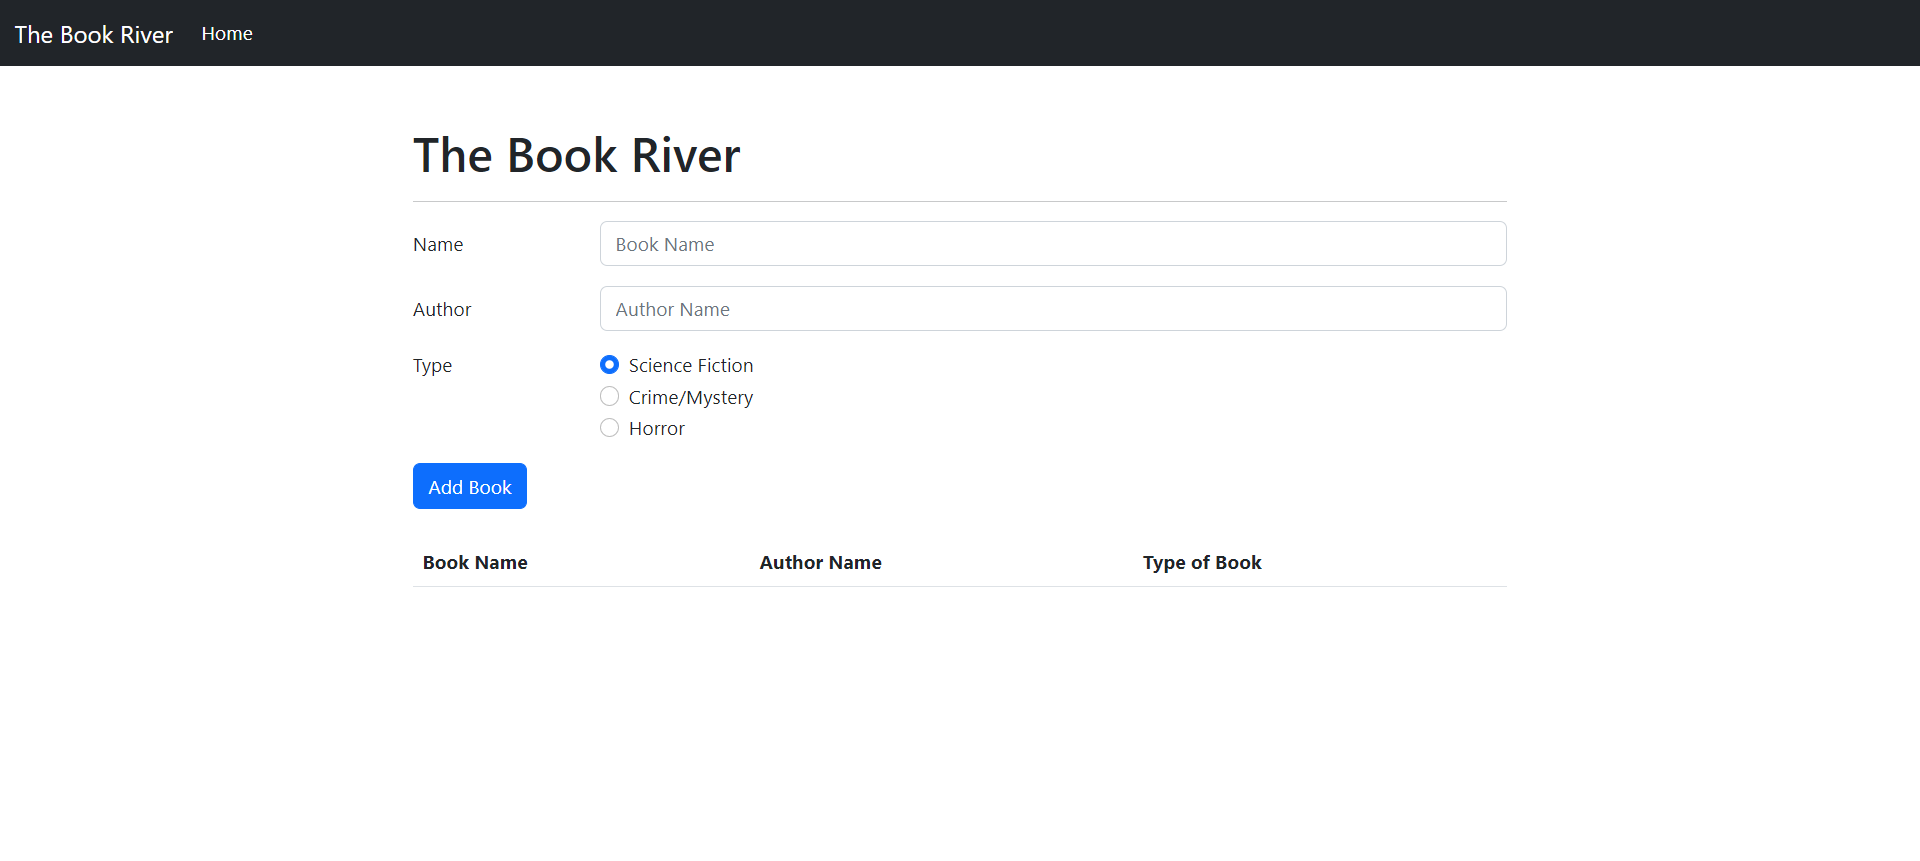 The Book River Home
The Book River
Name Book Name
Author Author Name
Type Science Fiction
Crime/Mystery
Horror
Add Book
Book Name Author Name Type of Book